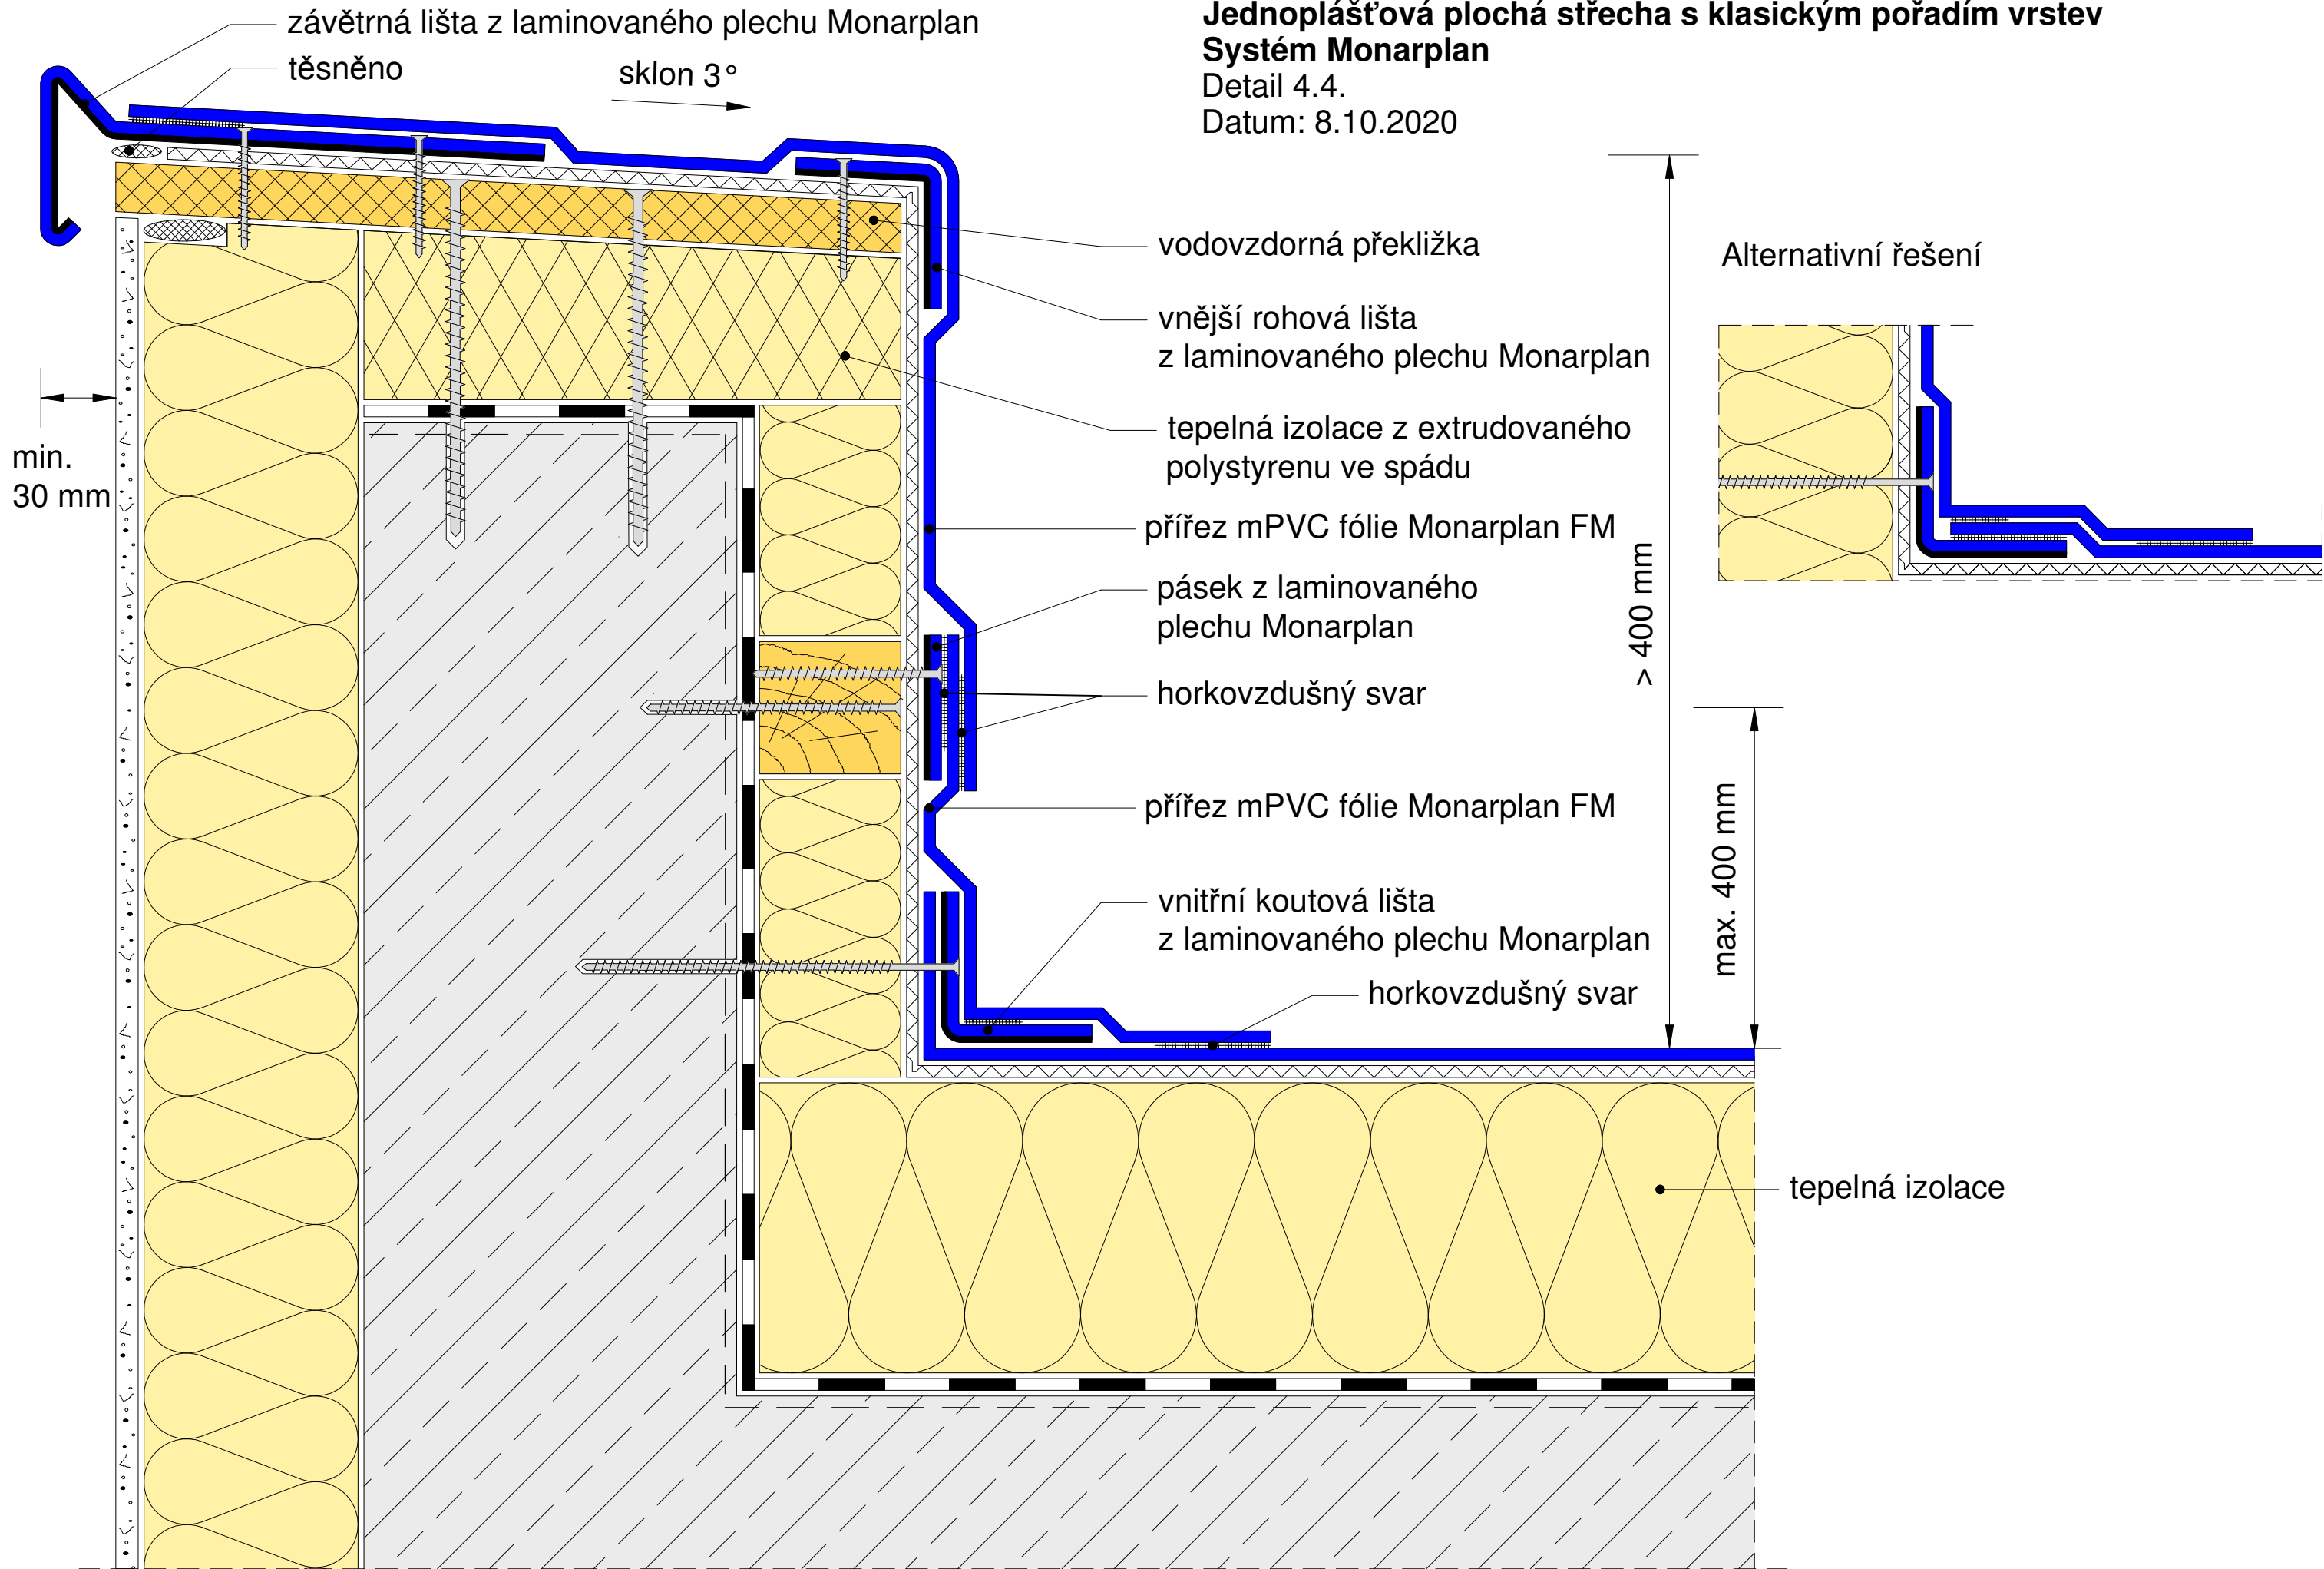 závětrná lišta z laminovaného plechu Monarplan
těsněno
sklon 3°
Jednoplášťová plochá střecha s klasickým pořadím vrstev
Systém Monarplan
Detail 4.4.
Datum: 8.10.2020
vodovzdorná překližka
Alternativní řešení
vnější rohová lišta
z laminovaného plechu Monarplan
tepelná izolace z extrudovaného
polystyrenu ve spádu
min.
30 mm
přířez mPVC fólie Monarplan FM
pásek z laminovaného
plechu Monarplan
> 400 mm
horkovzdušný svar
přířez mPVC fólie Monarplan FM
max. 400 mm
vnitřní koutová lišta
z laminovaného plechu Monarplan
horkovzdušný svar
tepelná izolace